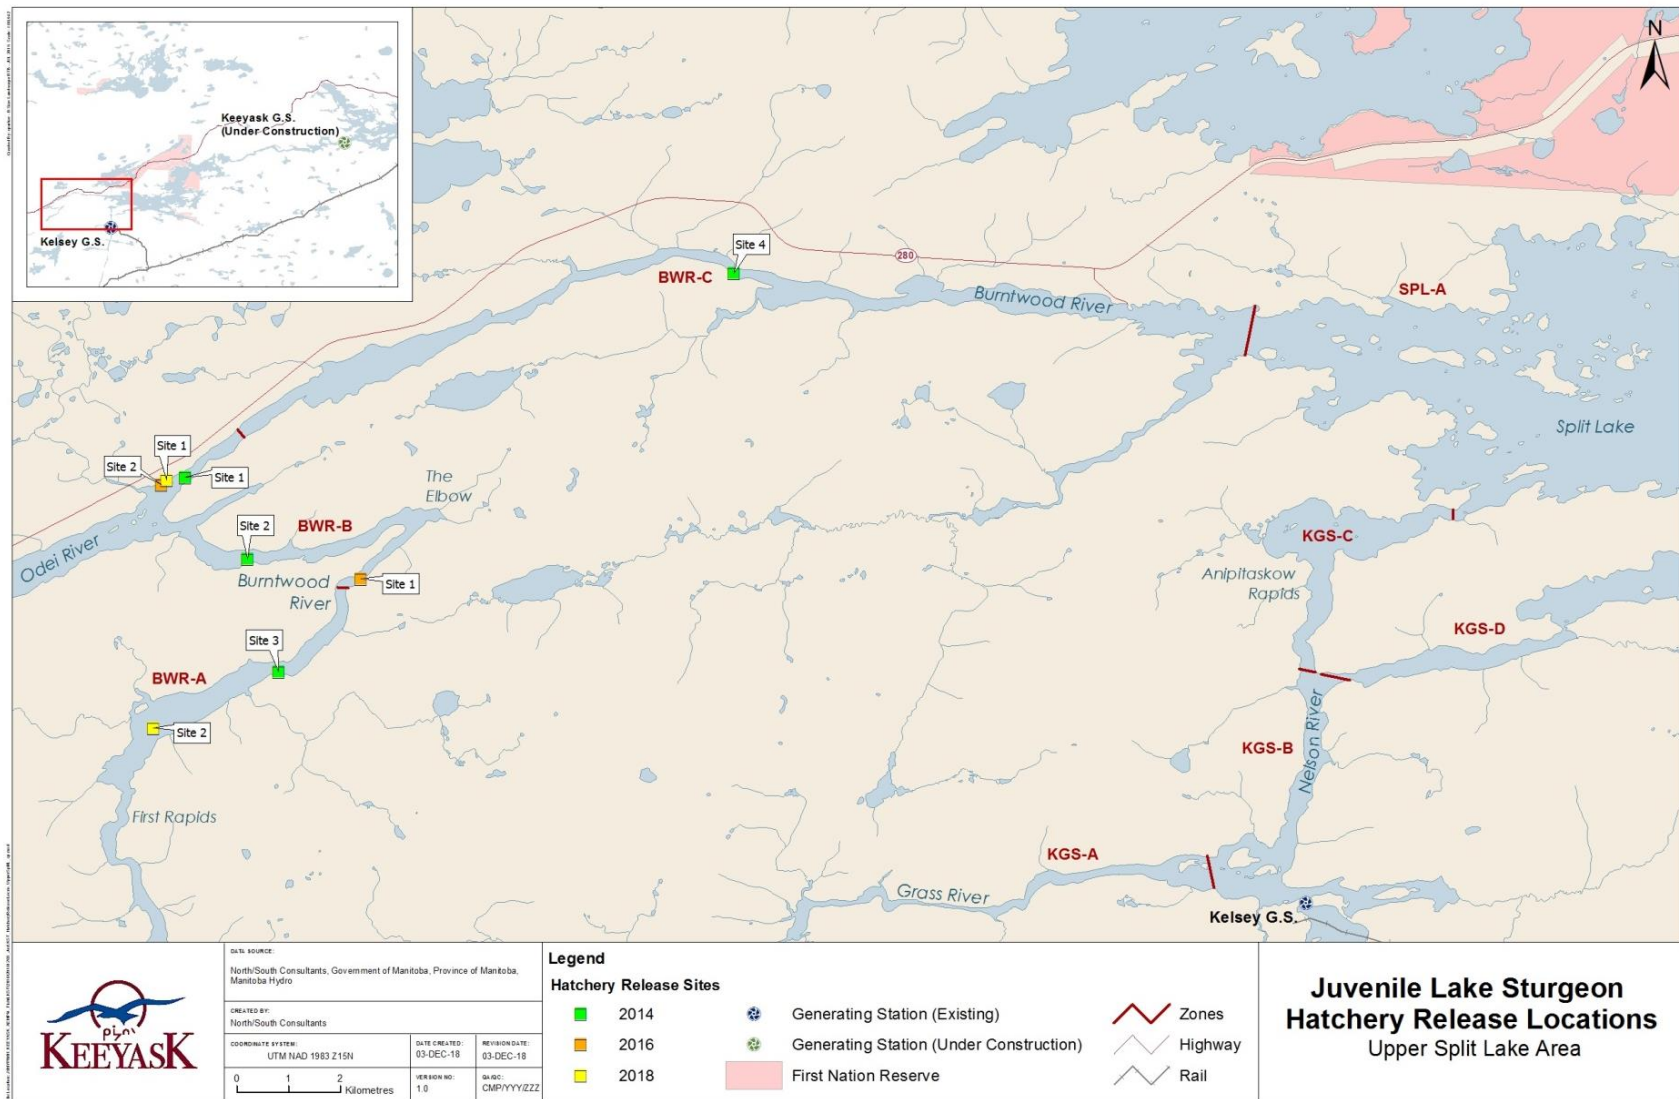 Keeyask G.S.
(Under Construction)
Kelsey G.S.
N
Site 4
BWR-C
280
Burntwood River
SPL-A
Split Lake
Site 1
Site 2
Site 1
The
Elbow
Site 2
BWR-B
Odei River
Burntwood
River
Site 1
KGS-C
Anipitaskow
Rapids
KGS-D
Site 3
BWR-A
Site 2
KGS-B
Nelson River
First Rapids
KGS-A
Grass River
Kelsey G.S.
KEEYASK
DATA SOURCE:
North/South Consultants, Government of Manitoba, Province of Manitoba,
Manitoba Hydro
CREATED BY:
North/South Consultants
COORDINATE SYSTEM:
UTM NAD 1983 Z15N
DATE CREATED:
03-DEC-18
REVISION DATE:
03-DEC-18
0 1 2
Kilometres
VERSION NO:
1.0
QA/QC:
CMP/YYY/ZZZ
Legend
Hatchery Release Sites
2014
2016
2018
Generating Station (Existing)
Generating Station (Under Construction)
First Nation Reserve
Zones
Highway
Rail
Juvenile Lake Sturgeon
Hatchery Release Locations
Upper Split Lake Area